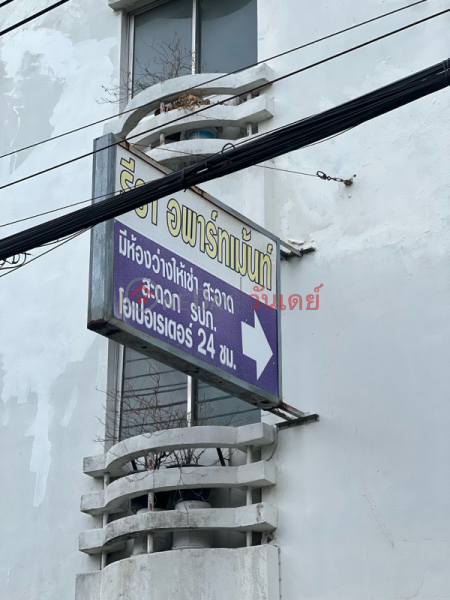 อพาร์ทเม้นท์
มีห้องว่างให้เช่า สะอาด
สะดวก รปภ.
โอเปอเรเตอร์ 24 ชม.
วันเดย์